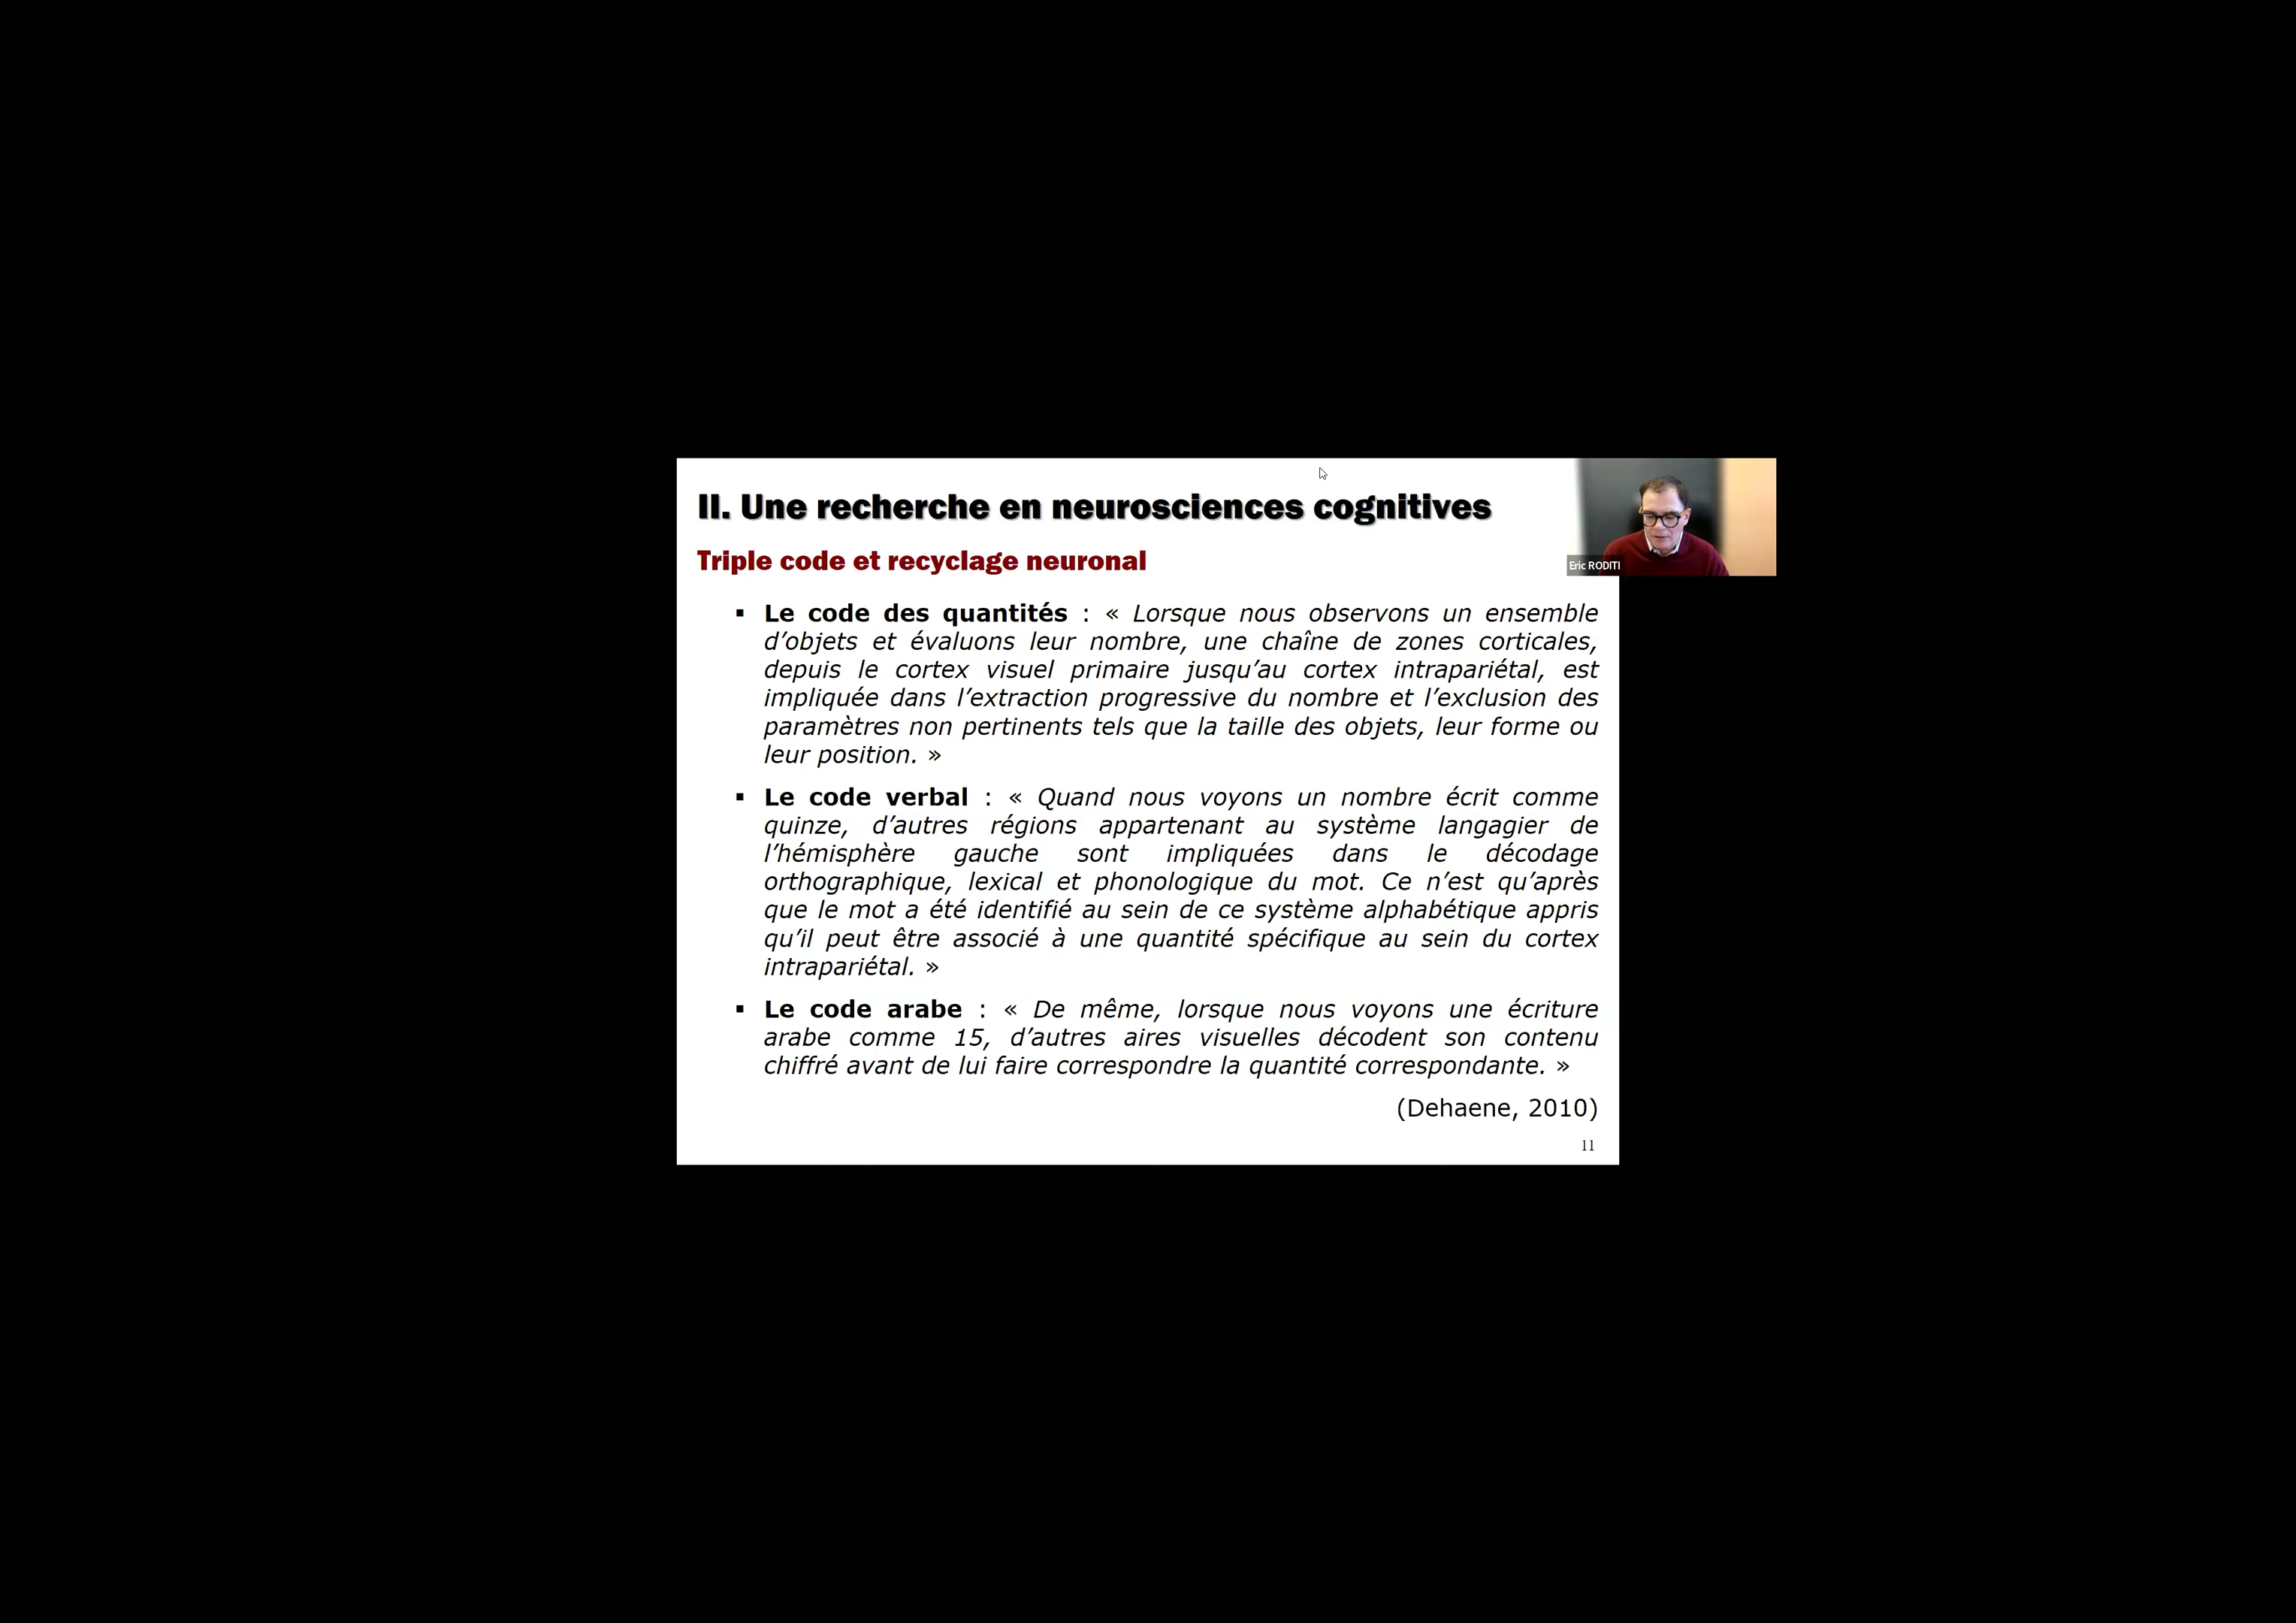 II. Une recherche en neurosciences cognitives
Triple code et recyclage neuronal
Eric RODITI
▪ Le code des quantités : « Lorsque nous observons un ensemble
d’objets et évaluons leur nombre, une chaîne de zones corticales,
depuis le cortex visuel primaire jusqu’au cortex intrapariétal, est
impliquée dans l’extraction progressive du nombre et l’exclusion des
paramètres non pertinents tels que la taille des objets, leur forme ou
leur position. »
▪ Le code verbal : « Quand nous voyons un nombre écrit comme
quinze, d’autres régions appartenant au système langagier de
l’hémisphère gauche sont impliquées dans le décodage
orthographique, lexical et phonologique du mot. Ce n’est qu’après
que le mot a été identifié au sein de ce système alphabétique appris
qu’il peut être associé à une quantité spécifique au sein du cortex
intrapariétal. »
▪ Le code arabe : « De même, lorsque nous voyons une écriture
arabe comme 15, d’autres aires visuelles décodent son contenu
chiffré avant de lui faire correspondre la quantité correspondante. »
(Dehaene, 2010)
11